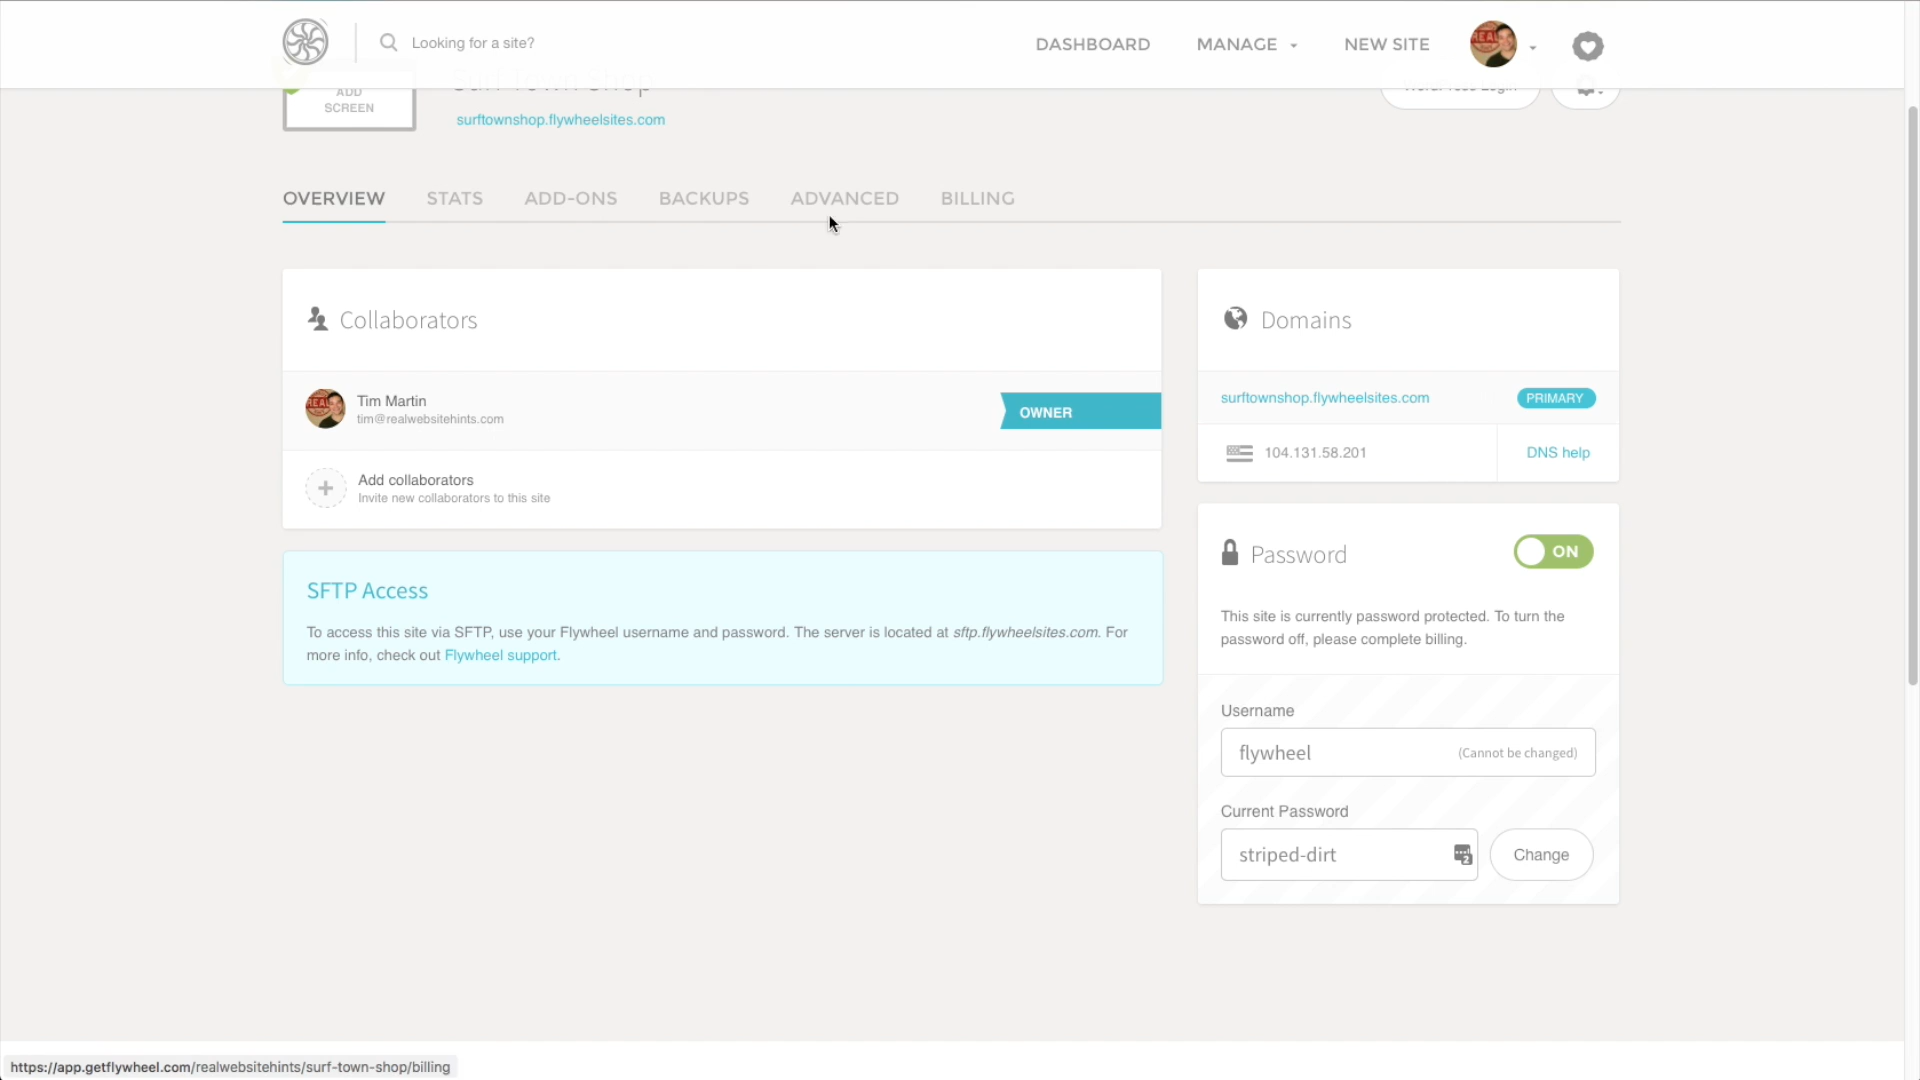 Looking for a site?
DASHBOARD
MANAGE
NEW SITE
ADD
SCREEN
Surf Town Shop
WordPress Login
surftownshop.flywheelsites.com
OVERVIEW
STATS
ADD-ONS
BACKUPS
ADVANCED
BILLING
Collaborators
Tim Martin
tim@realwebsitehints.com
OWNER
Add collaborators
Invite new collaborators to this site
SFTP Access
To access this site via SFTP, use your Flywheel username and password. The server is located at sftp.flywheelsites.com. For
more info, check out Flywheel support.
Domains
surftownshop.flywheelsites.com
PRIMARY
104.131.58.201
DNS help
Password
ON
This site is currently password protected. To turn the
password off, please complete billing.
Username
flywheel
(Cannot be changed)
Current Password
striped-dirt
Change
https://app.getflywheel.com/realwebsitehints/surf-town-shop/billing